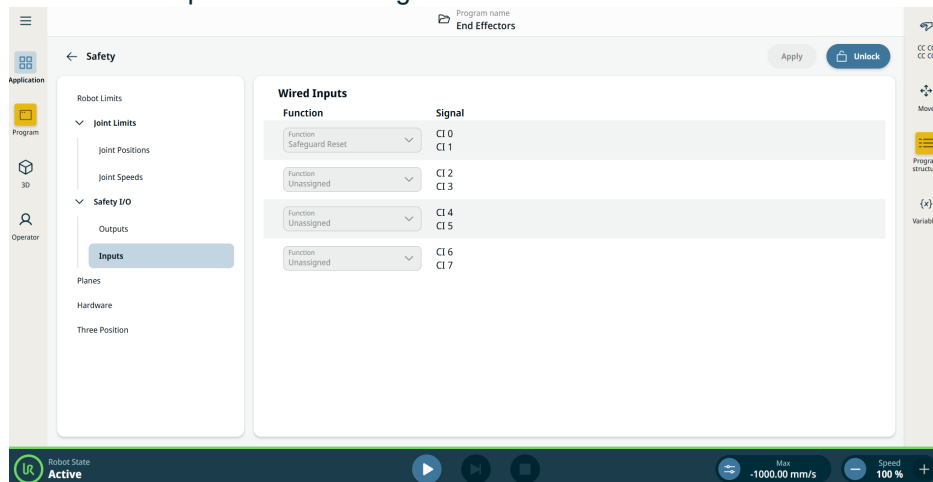 Program name
End Effectors
Safety
Apply
Unlock
Application
Program
3D
Operator
Robot Limits
Joint Limits
Joint Positions
Joint Speeds
Safety I/O
Outputs
Inputs
Planes
Hardware
Three Position
Wired Inputs
Function Signal
Function
Safeguard Reset
CI 0
CI 1
Function
Unassigned
CI 2
CI 3
Function
Unassigned
CI 4
CI 5
Function
Unassigned
CI 6
CI 7
Move
{x}
Robot State
Active
Max
-1000.00 mm/s
Speed
100 %